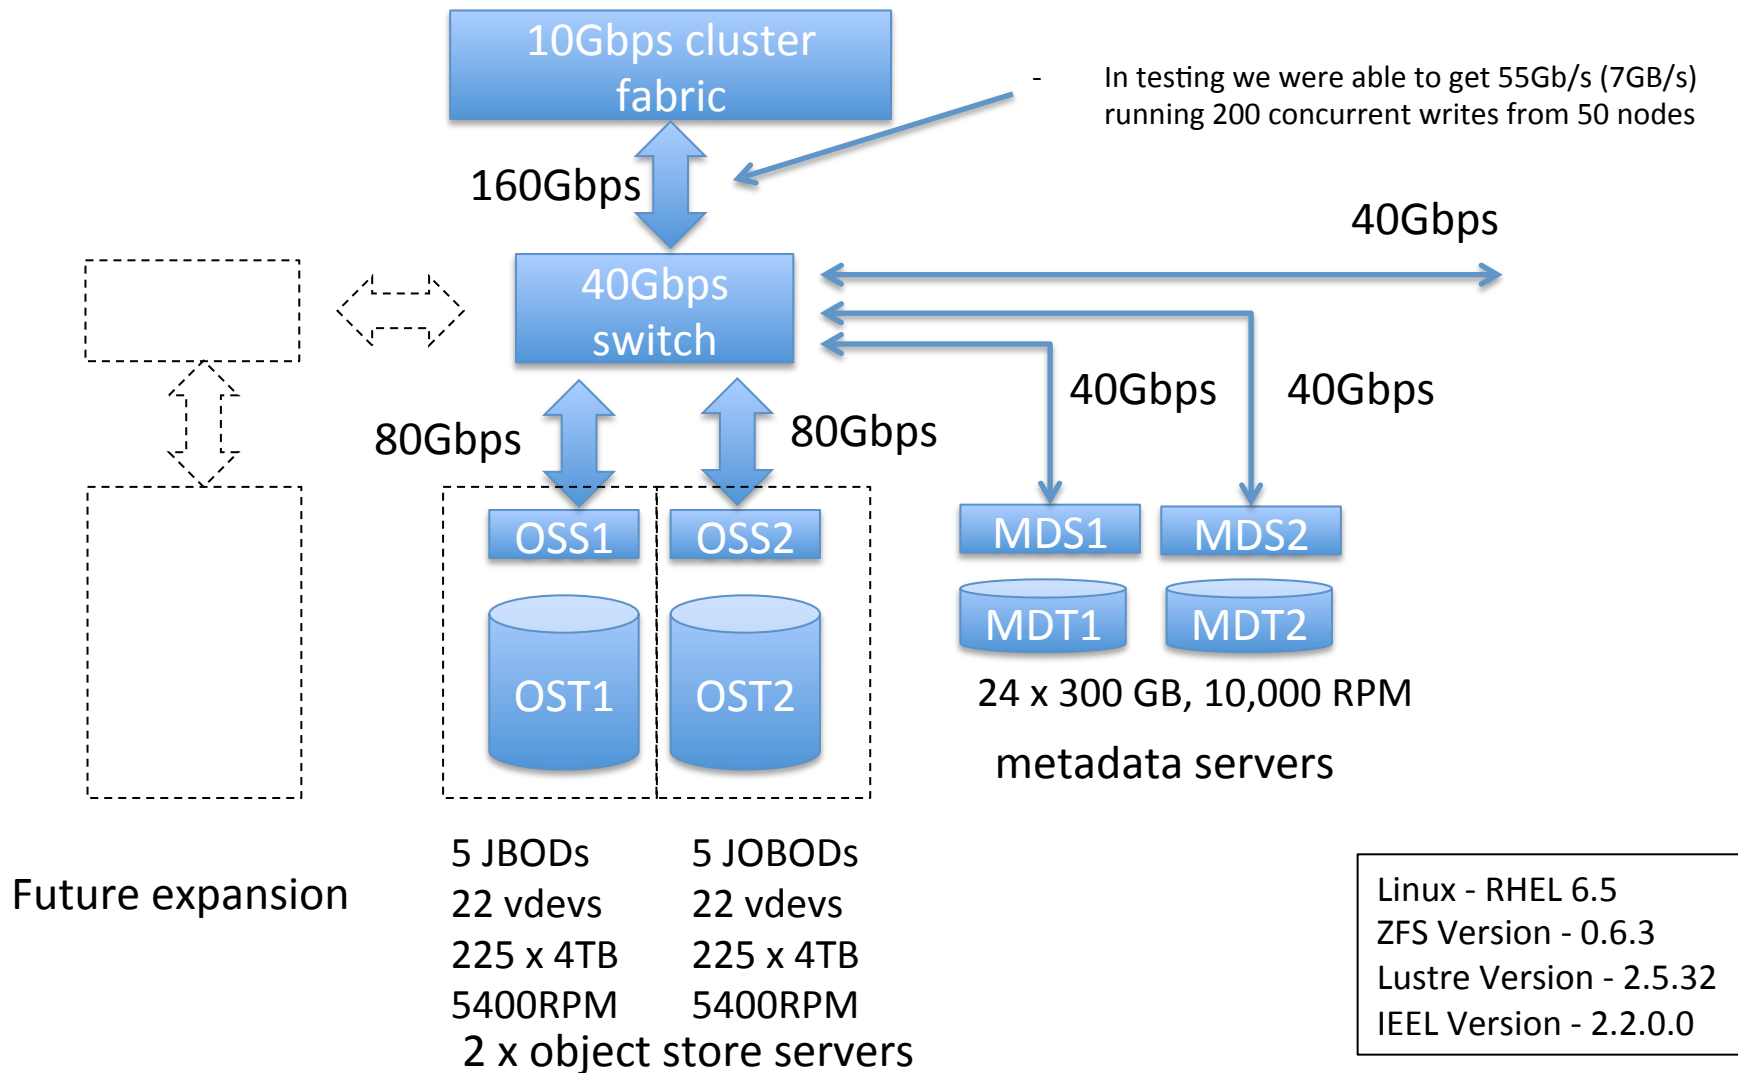 10Gbps cluster
fabric
- In testing we were able to get 55Gb/s (7GB/s)
running 200 concurrent writes from 50 nodes
160Gbps
40Gbps
40Gbps
switch
40Gbps
40Gbps
80Gbps
80Gbps
OSS1
OSS2
MDS1
MDS2
OST1
OST2
MDT1
MDT2
24 x 300 GB, 10,000 RPM
metadata servers
Future expansion
5 JBODs
22 vdevs
225 x 4TB
5400RPM
5 JOBODs
22 vdevs
225 x 4TB
5400RPM
2 x object store servers
Linux - RHEL 6.5
ZFS Version - 0.6.3
Lustre Version - 2.5.32
IEEL Version - 2.2.0.0